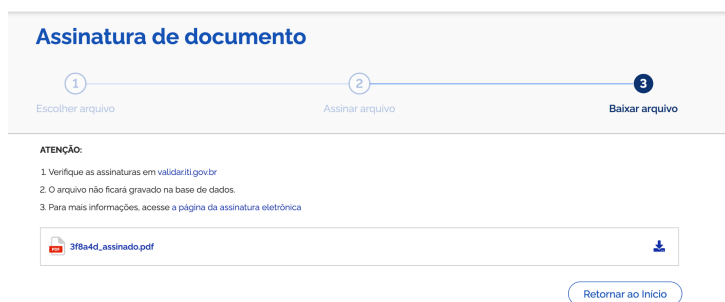 Assinatura de documento
1
2
3
Escolher arquivo
Assinar arquivo
Baixar arquivo
ATENÇÃO:
1. Verifique as assinaturas em validar.iti.gov.br
2. O arquivo não ficará gravado na base de dados.
3. Para mais informações, acesse a página da assinatura eletrônica
PDF
3f8a4d_assinado.pdf
Retornar ao Início